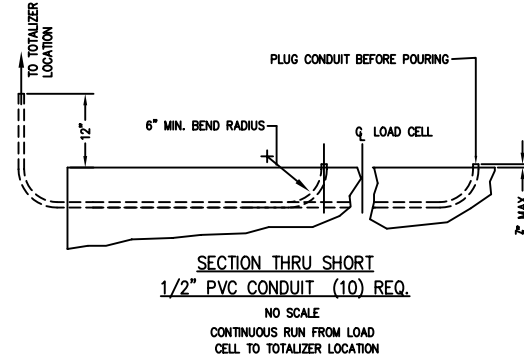 TO TOTALIZER
LOCATION
PLUG CONDUIT BEFORE POURING
12"
6" MIN. BEND RADIUS
℄ LOAD CELL
MAX
SECTION THRU SHORT
1/2" PVC CONDUIT (10) REQ.
NO SCALE
CONTINUOUS RUN FROM LOAD
CELL TO TOTALIZER LOCATION